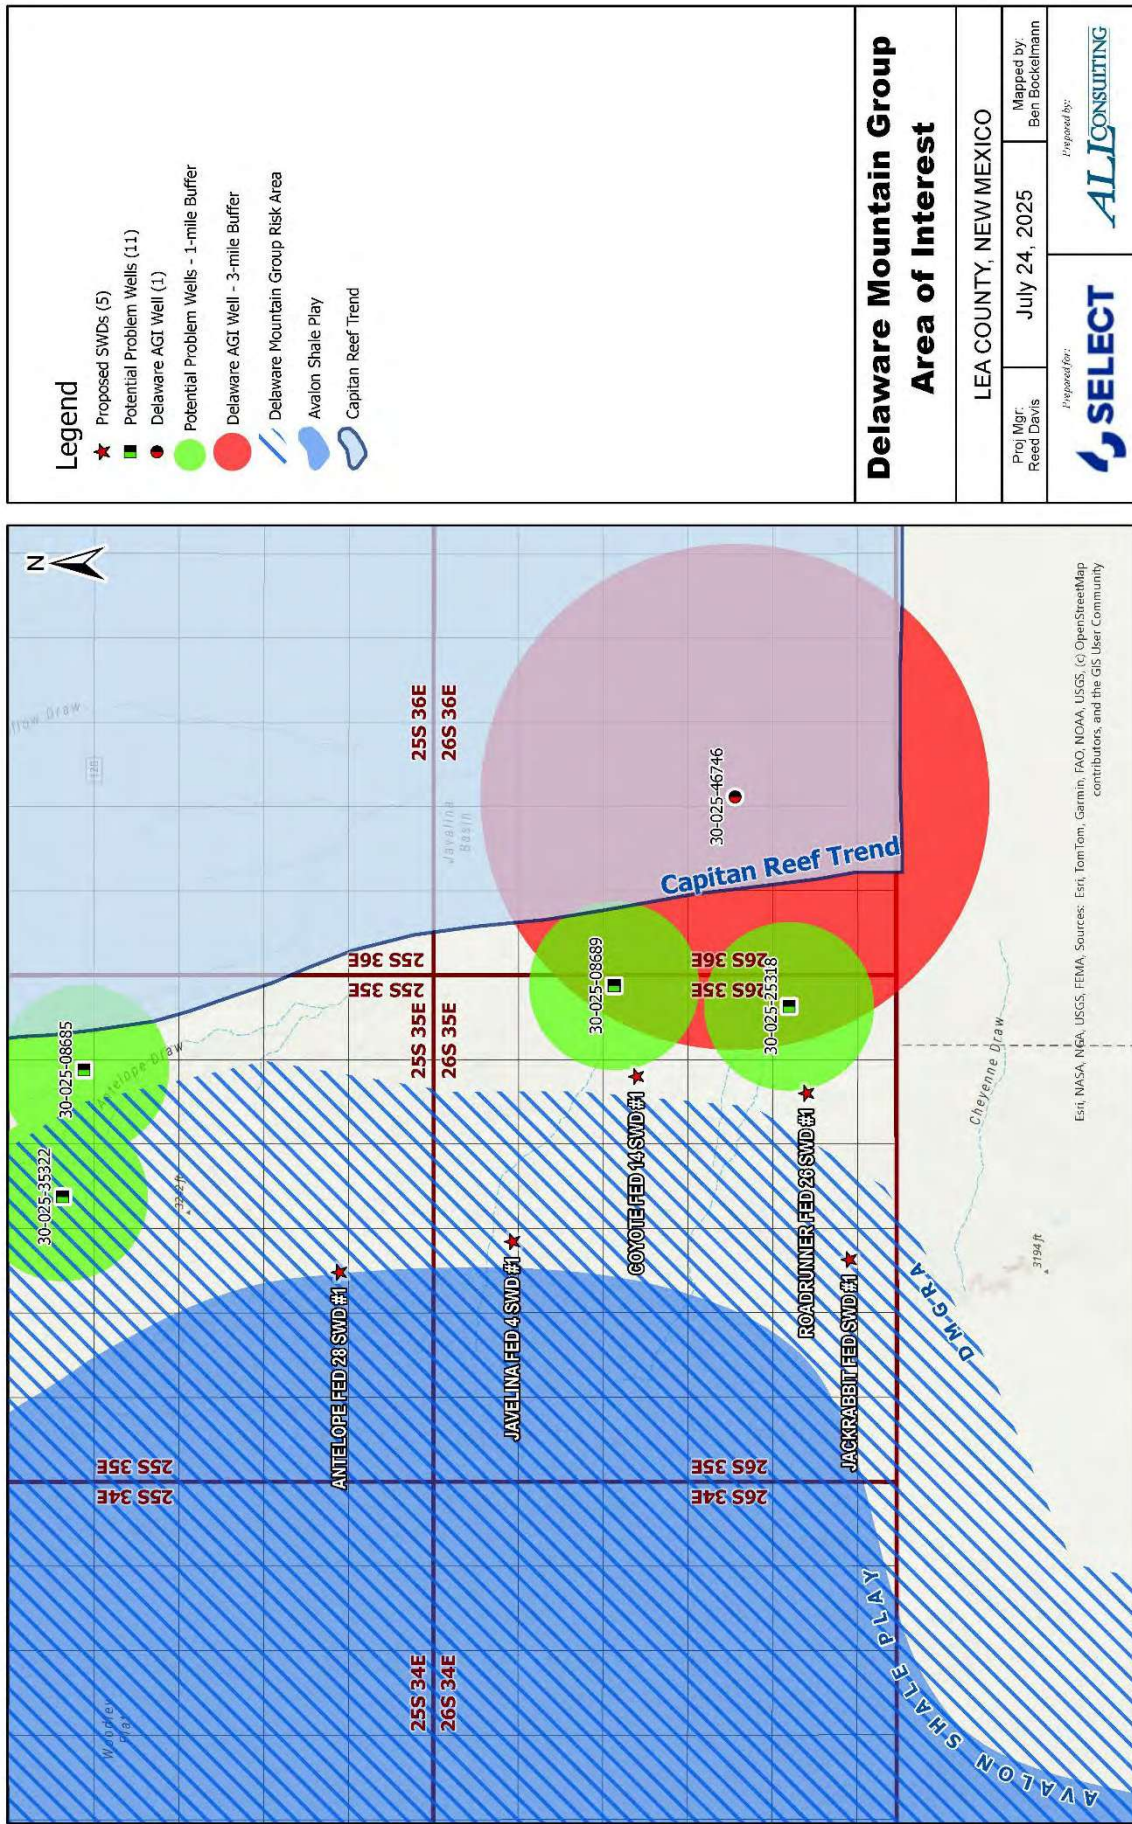 Legend
Proposed SWDs (5)
Potential Problem Wells (11)
Delaware AGI Well (1)
Potential Problem Wells - 1-mile Buffer
Delaware AGI Well - 3-mile Buffer
Delaware Mountain Group Risk Area
Avalon Shale Play
Capitan Reef Trend
Delaware Mountain Group
Area of Interest
LEA COUNTY, NEW MEXICO
Proj Mgr:
Reed Davis
July 24, 2025
Mapped by:
Ben Bockelmann
Prepared for:
SELECT
Prepared by:
ALL CONSULTING
N
30-025-35322
30-025-08685
Antelope Draw
Draw
128
Woodley
Flat
25S 34E
25S 35E
25S 35E
25S 36E
ANTELOPE FED 28 SWD #1
25S 34E
26S 34E
25S 35E
26S 35E
25S 36E
26S 36E
Javalina
Basin
JAVELINA FED 4 SWD #1
COYOTE FED 14 SWD #1
30-025-08689
Capitan Reef Trend
30-025-46746
26S 34E
26S 35E
26S 35E
26S 36E
30-025-25318
ROADRUNNER FED 26 SWD #1
JACKRABBIT FED SWD #1
AVALON SHALE PLAY
D-M-G-R-A
Cheyenne Draw
3194 ft
Esri, NASA, NGA, USGS, FEMA, Sources: Esri, TomTom, Garmin, FAO, NOAA, USGS, (c) OpenStreetMap
contributors, and the GIS User Community